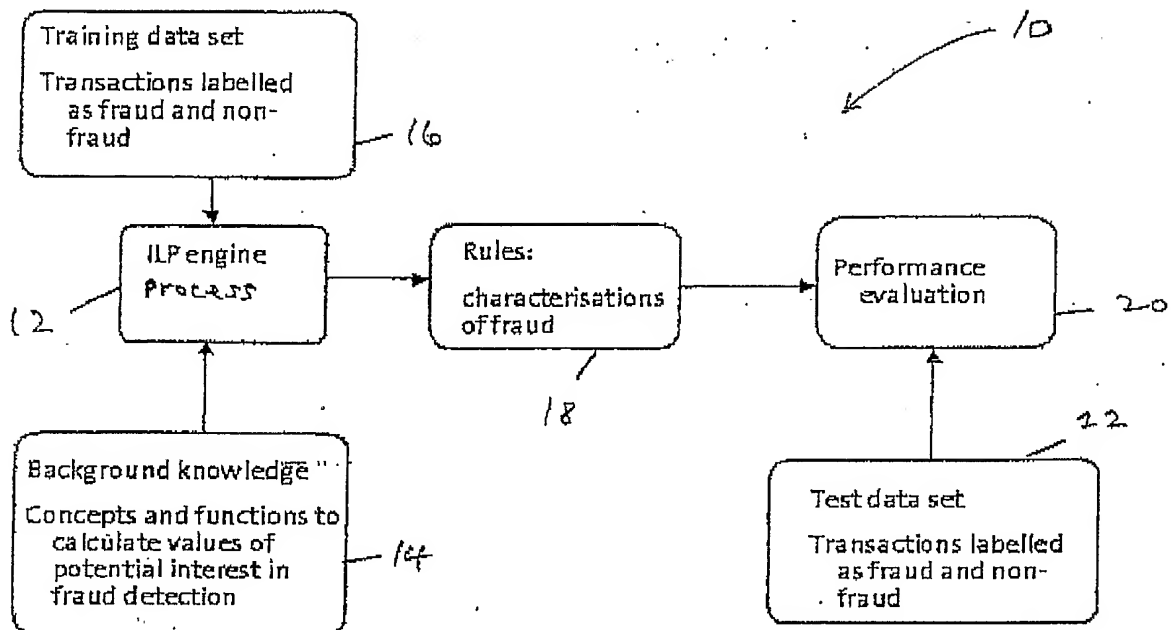 Training data set
Transactions labelled
as fraud and non-
fraud
10
16
ILP engine
Process
12
Rules:
characterisations
of fraud
18
Performance
evaluation
20
Background knowledge
Concepts and functions to
calculate values of
potential interest in
fraud detection
14
22
Test data set
Transactions labelled
as fraud and non-
fraud